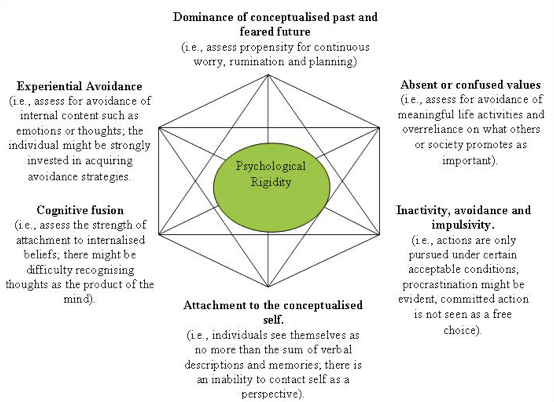 Dominance of conceptualised past and
feared future
(i.e., assess propensity for continuous
worry, rumination and planning)
Experiential Avoidance
(i.e., assess for avoidance of
internal content such as
emotions or thoughts; the
individual might be strongly
invested in acquiring
avoidance strategies.
Absent or confused values
(i.e., assess for avoidance of
meaningful life activities and
overreliance on what others
or society promotes as
important).
Psychological
Rigidity
Cognitive fusion
(i.e., assess the strength of
attachment to internalised
beliefs; there might be
difficulty recognising
thoughts as the product of the
mind).
Inactivity, avoidance and
impulsivity.
(i.e., actions are only
pursued under certain
acceptable conditions,
procrastination might be
evident, committed action
is not seen as a free
choice).
Attachment to the conceptualised
self.
(i.e., individuals see themselves as
no more than the sum of verbal
descriptions and memories; there is
an inability to contact self as a
perspective).